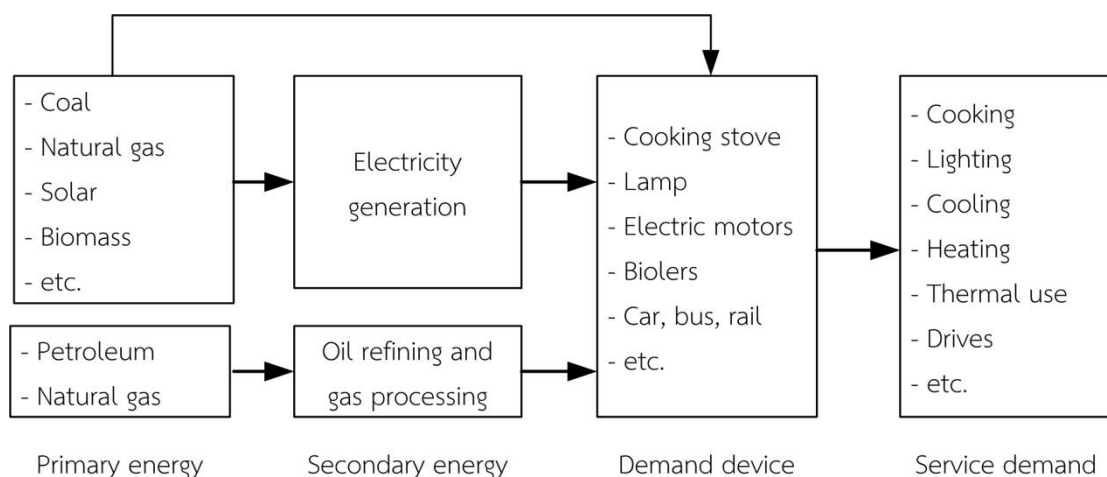 - Coal
- Natural gas
- Solar
- Biomass
- etc.
Electricity
generation
- Petroleum
- Natural gas
Oil refining and
gas processing
- Cooking stove
- Lamp
- Electric motors
- Biolers
- Car, bus, rail
- etc.
- Cooking
- Lighting
- Cooling
- Heating
- Thermal use
- Drives
- etc.
Primary energy
Secondary energy
Demand device
Service demand